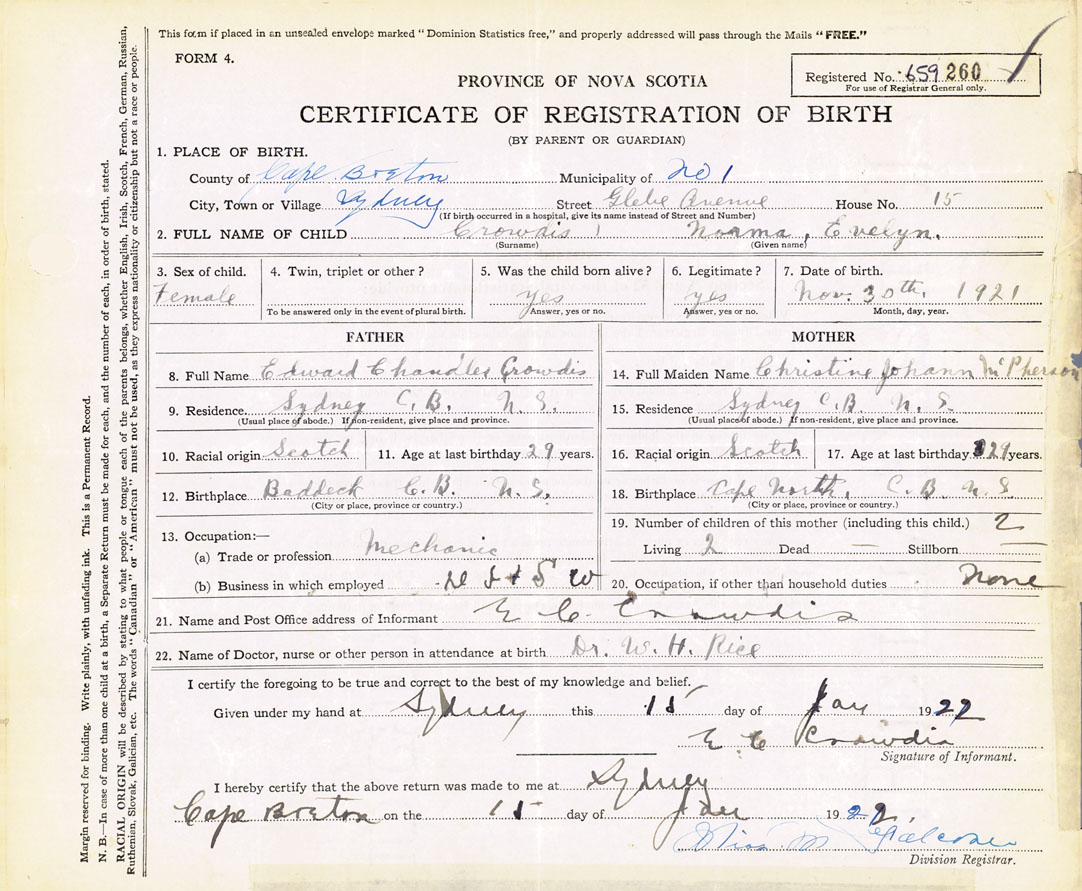 This form if placed in an unsealed envelope marked "Dominion Statistics free," and properly addressed will pass through the Mails "FREE."
FORM 4.
Registered No. 659 260
For use of Registrar General only.
PROVINCE OF NOVA SCOTIA
CERTIFICATE OF REGISTRATION OF BIRTH
(BY PARENT OR GUARDIAN)
1. PLACE OF BIRTH.
County of Cape Breton Municipality of No 1
City, Town or Village Sydney Street Glebe Avenue House No. 15
(If birth occurred in a hospital, give its name instead of Street and Number)
2. FULL NAME OF CHILD Crowdis, Norma, Evelyn.
(Surname) (Given name)
3. Sex of child. 4. Twin, triplet or other? 5. Was the child born alive? 6. Legitimate? 7. Date of birth.
Female yes yes Nov. 30th, 1921
To be answered only in the event of plural birth. Answer, yes or no. Answer, yes or no. Month, day, year.
FATHER
8. Full Name Edward Chandler Crowdis
9. Residence Sydney C.B. N.S.
(Usual place of abode.) If non-resident, give place and province.
10. Racial origin Scotch 11. Age at last birthday 29 years.
12. Birthplace Baddeck C.B. N.S.
(City or place, province or country.)
13. Occupation:—
(a) Trade or profession Mechanic
(b) Business in which employed
MOTHER
14. Full Maiden Name Christine Johann McPherson
15. Residence Sydney C.B. N.S.
(Usual place of abode.) If non-resident, give place and province.
16. Racial origin Scotch 17. Age at last birthday 29 years.
18. Birthplace Cape North, C.B. N.S
(City or place, province or country.)
19. Number of children of this mother (including this child.) 2
Living 2 Dead — Stillborn —
20. Occupation, if other than household duties None
21. Name and Post Office address of Informant E C Crowdis
22. Name of Doctor, nurse or other person in attendance at birth Dr. W. H. Rice
I certify the foregoing to be true and correct to the best of my knowledge and belief.
Given under my hand at Sydney this 15 day of Jan 1922
E C Crowdis
Signature of Informant.
I hereby certify that the above return was made to me at Sydney
Cape Breton on the 15 day of Jan 1922.
Miss M Falconer
Division Registrar.
Margin reserved for binding. Write plainly, with unfading ink. This is a Permanent Record.
N. B.—In case of more than one child at a birth, a Separate Return must be made for each, and the number of each, in order of birth, stated.
RACIAL ORIGIN will be described by stating to what people or tongue each of the parents belongs, whether English, Irish, Scotch, French, German, Russian,
Ruthenian, Slovak, Galician, etc. The words "Canadian" or "American" must not be used, as they express nationality or citizenship but not a race or people.